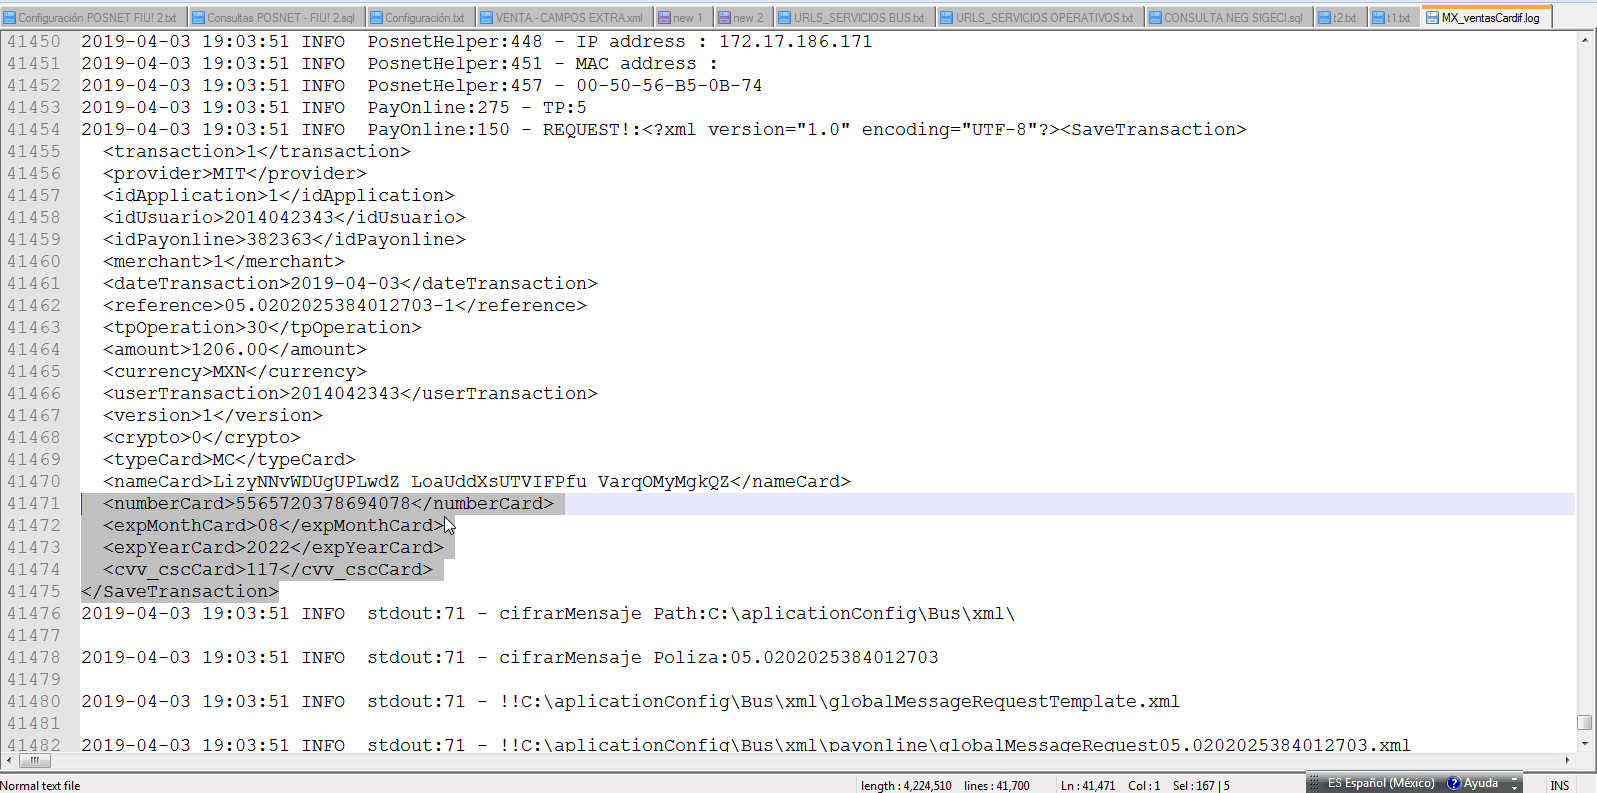 Configuración POSNET FIU! 2.txt
Consultas POSNET - FIU! 2.sql
Configuración.txt
VENTA - CAMPOS EXTRA.xml
new 1
new 2
URLS_SERVICIOS BUS.txt
URLS_SERVICIOS OPERATIVOS.txt
CONSULTA NEG SIGECI.sql
t2.txt
t1.txt
MX_ventasCardif.log
41450 2019-04-03 19:03:51 INFO  PosnetHelper:448 - IP address : 172.17.186.171
41451 2019-04-03 19:03:51 INFO  PosnetHelper:451 - MAC address :
41452 2019-04-03 19:03:51 INFO  PosnetHelper:457 - 00-50-56-B5-0B-74
41453 2019-04-03 19:03:51 INFO  PayOnline:275 - TP:5
41454 2019-04-03 19:03:51 INFO  PayOnline:150 - REQUEST!:<?xml version="1.0" encoding="UTF-8"?><SaveTransaction>
41455   <transaction>1</transaction>
41456   <provider>MIT</provider>
41457   <idApplication>1</idApplication>
41458   <idUsuario>2014042343</idUsuario>
41459   <idPayonline>382363</idPayonline>
41460   <merchant>1</merchant>
41461   <dateTransaction>2019-04-03</dateTransaction>
41462   <reference>05.0202025384012703-1</reference>
41463   <tpOperation>30</tpOperation>
41464   <amount>1206.00</amount>
41465   <currency>MXN</currency>
41466   <userTransaction>2014042343</userTransaction>
41467   <version>1</version>
41468   <crypto>0</crypto>
41469   <typeCard>MC</typeCard>
41470   <nameCard>LizyNNvWDUgUPLwdZ LoaUddXsUTVIFPfu VarqOMyMgkQZ</nameCard>
41471   <numberCard>5565720378694078</numberCard>
41472   <expMonthCard>08</expMonthCard>
41473   <expYearCard>2022</expYearCard>
41474   <cvv_cscCard>117</cvv_cscCard>
41475 </SaveTransaction>
41476 2019-04-03 19:03:51 INFO  stdout:71 - cifrarMensaje Path:C:\aplicationConfig\Bus\xml\
41477
41478 2019-04-03 19:03:51 INFO  stdout:71 - cifrarMensaje Poliza:05.0202025384012703
41479
41480 2019-04-03 19:03:51 INFO  stdout:71 - !!C:\aplicationConfig\Bus\xml\globalMessageRequestTemplate.xml
41481
41482 2019-04-03 19:03:51 INFO  stdout:71 - !!C:\aplicationConfig\Bus\xml\payonline\globalMessageRequest05.0202025384012703.xml
Normal text file
length : 4,224,510    lines : 41,700
Ln : 41,471    Col : 1    Sel : 167 | 5
ES Español (México)
Ayuda
INS